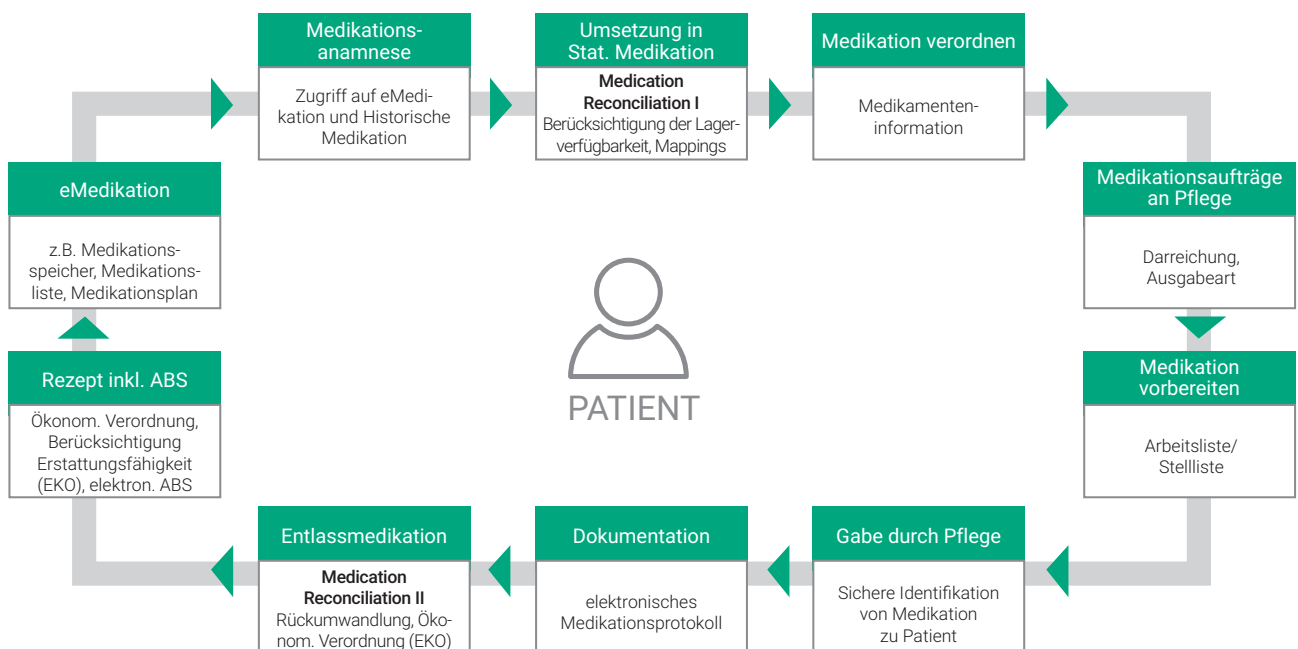 Medikations-
anamnese
Zugriff auf eMedi-
kation und Historische
Medikation
Umsetzung in
Stat. Medikation
Medication
Reconciliation I
Berücksichtigung der Lager-
verfügbarkeit, Mappings
Medikation verordnen
Medikamenten-
information
Medikationsaufträge
an Pflege
Darreichung,
Ausgabeart
Medikation
vorbereiten
Arbeitsliste/
Stellliste
Gabe durch Pflege
Sichere Identifikation
von Medikation
zu Patient
Dokumentation
elektronisches
Medikationsprotokoll
Entlassmedikation
Medication
Reconciliation II
Rückumwandlung, Öko-
nom. Verordnung (EKO)
Rezept inkl. ABS
Ökonom. Verordnung,
Berücksichtigung
Erstattungsfähigkeit
(EKO), elektron. ABS
eMedikation
z.B. Medikations-
speicher, Medikations-
liste, Medikationsplan
PATIENT